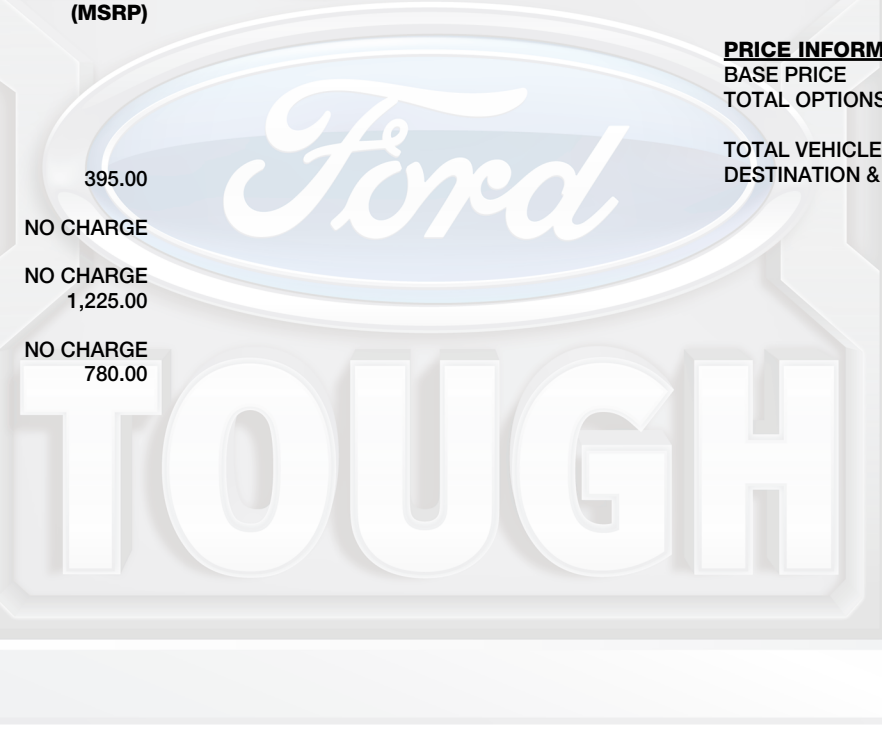 (MSRP)
395.00
NO CHARGE
NO CHARGE
1,225.00
NO CHARGE
780.00
PRICE INFORM
BASE PRICE
TOTAL OPTIONS
TOTAL VEHICLE
DESTINATION &
Ford
TOUGH